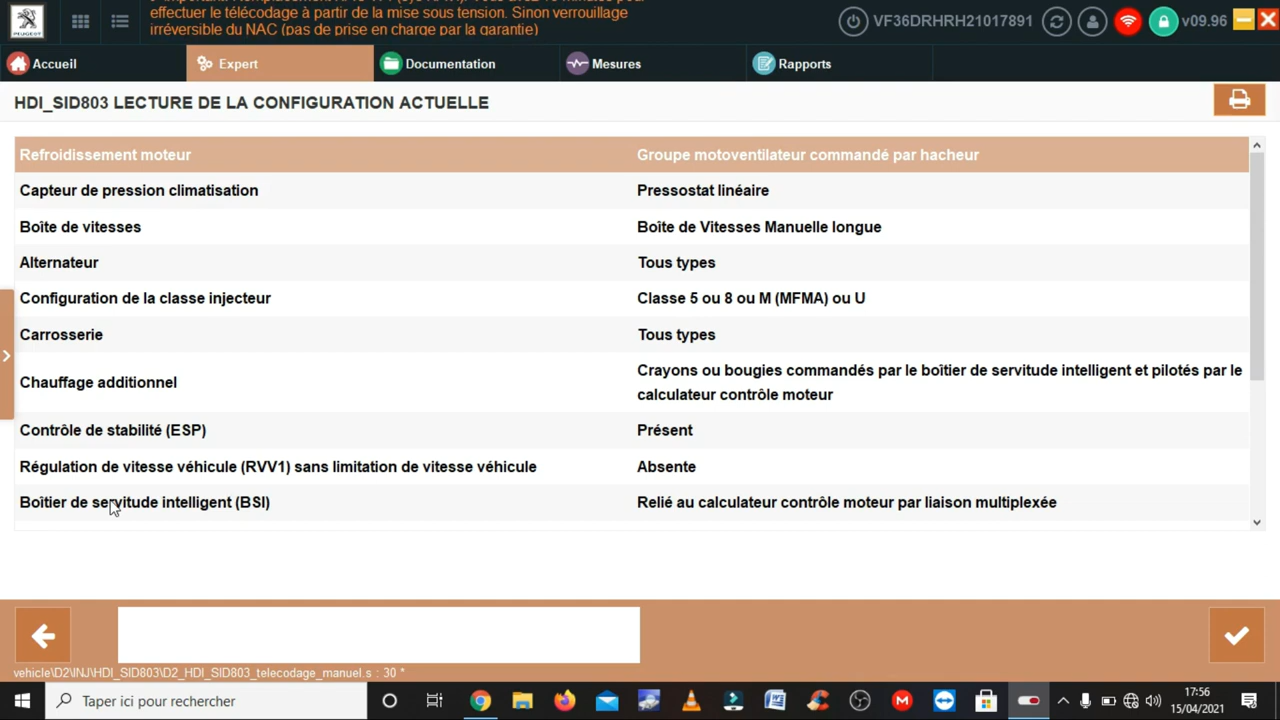 effectuer le télécodage à partir de la mise sous tension. Sinon verrouillage
irréversible du NAC (pas de prise en charge par la garantie)
VF36DRHRH21017891
v09.96
PEUGEOT
Accueil
Expert
Documentation
Mesures
Rapports
HDI_SID803 LECTURE DE LA CONFIGURATION ACTUELLE
Refroidissement moteur Groupe motoventilateur commandé par hacheur
Capteur de pression climatisation Pressostat linéaire
Boîte de vitesses Boîte de Vitesses Manuelle longue
Alternateur Tous types
Configuration de la classe injecteur Classe 5 ou 8 ou M (MFMA) ou U
Carrosserie Tous types
Chauffage additionnel Crayons ou bougies commandés par le boîtier de servitude intelligent et pilotés par le
calculateur contrôle moteur
Contrôle de stabilité (ESP) Présent
Régulation de vitesse véhicule (RVV1) sans limitation de vitesse véhicule Absente
Boîtier de servitude intelligent (BSI) Relié au calculateur contrôle moteur par liaison multiplexée
vehicle\D2\INJ\HDI_SID803\D2_HDI_SID803_telecodage_manuel.s : 30 *
Taper ici pour rechercher
17:56
15/04/2021